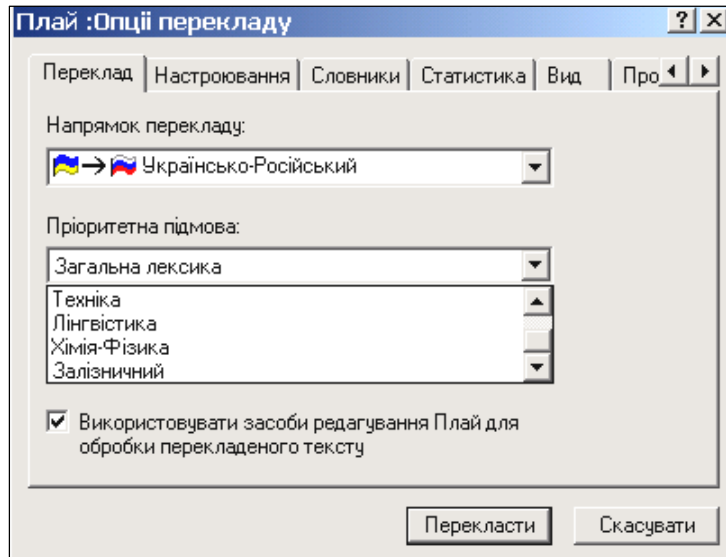 Плай :Опції перекладу
Переклад Настроювання Словники Статистика Вид Про
Напрямок перекладу:
Українсько-Російський
Пріоритетна підмова:
Загальна лексика
Техніка
Лінгвістика
Хімія-Фізика
Залізничний
Використовувати засоби редагування Плай для
обробки перекладеного тексту
Перекласти Скасувати